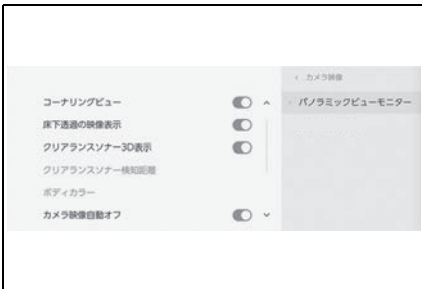 カメラ映像
パノラミックビューモニター
コーナリングビュー
床下透過の映像表示
クリアランスソナー3D表示
クリアランスソナー検知距離
ボディカラー
カメラ映像自動オフ